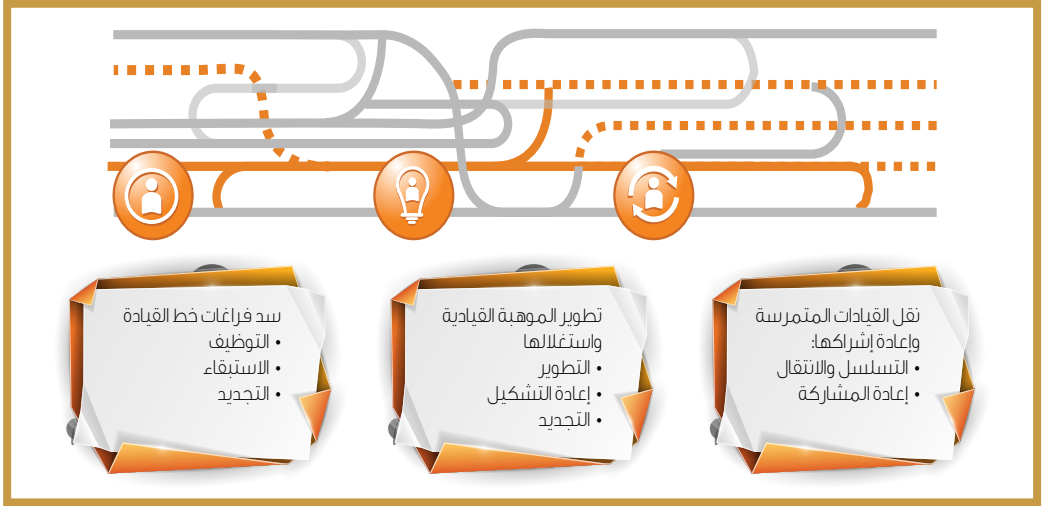 نقل القيادات المتمرسة
وإعادة إشراكها:
• التسلسل والانتقال
• إعادة المشاركة
تطوير الموهبة القيادية
واستغلالها
• التطوير
• إعادة التشكيل
• التجديد
سد فراغات خط القيادة
• التوظيف
• الاستبقاء
• التجديد